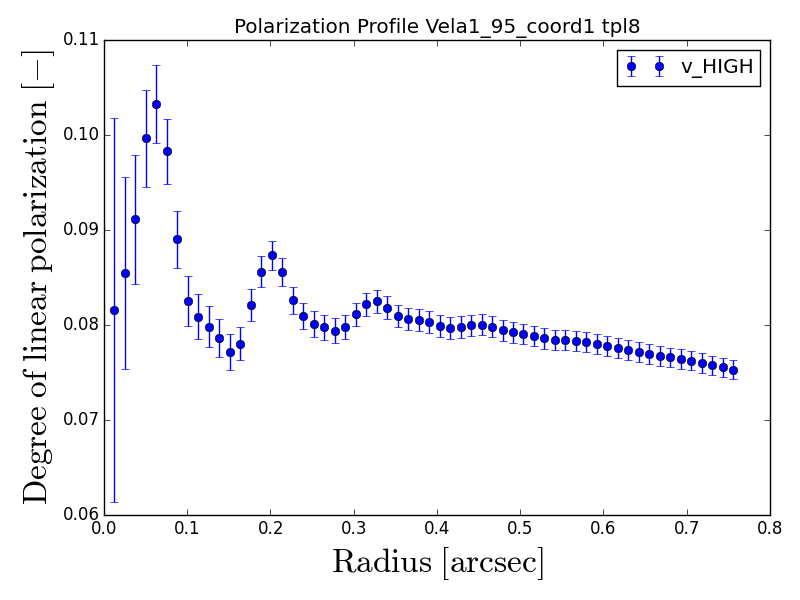 Polarization Profile Vela1_95_coord1 tpl8
v_HIGH
Degree of linear polarization [−]
0.11
0.10
0.09
0.08
0.07
0.06
0.0 0.1 0.2 0.3 0.4 0.5 0.6 0.7 0.8
Radius [arcsec]